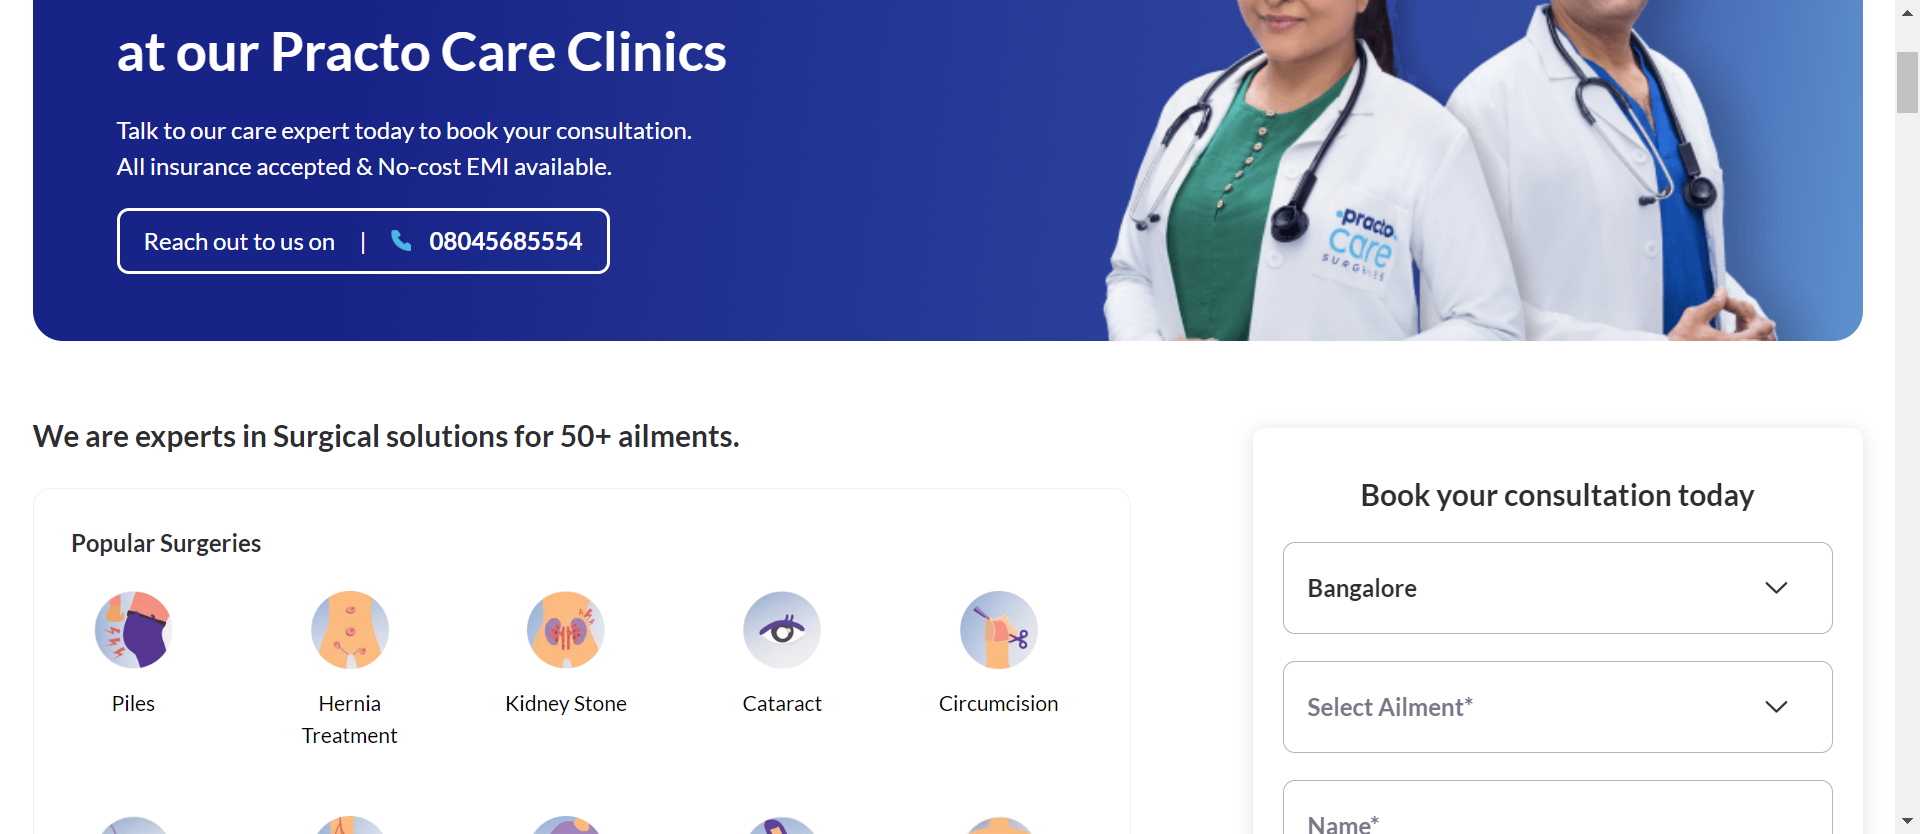 at our Practo Care Clinics
Talk to our care expert today to book your consultation.
All insurance accepted & No-cost EMI available.
Reach out to us on | 08045685554
practo
care
SURGERIES
We are experts in Surgical solutions for 50+ ailments.
Popular Surgeries
Piles
Hernia
Treatment
Kidney Stone
Cataract
Circumcision
Book your consultation today
Bangalore
Select Ailment*
Name*